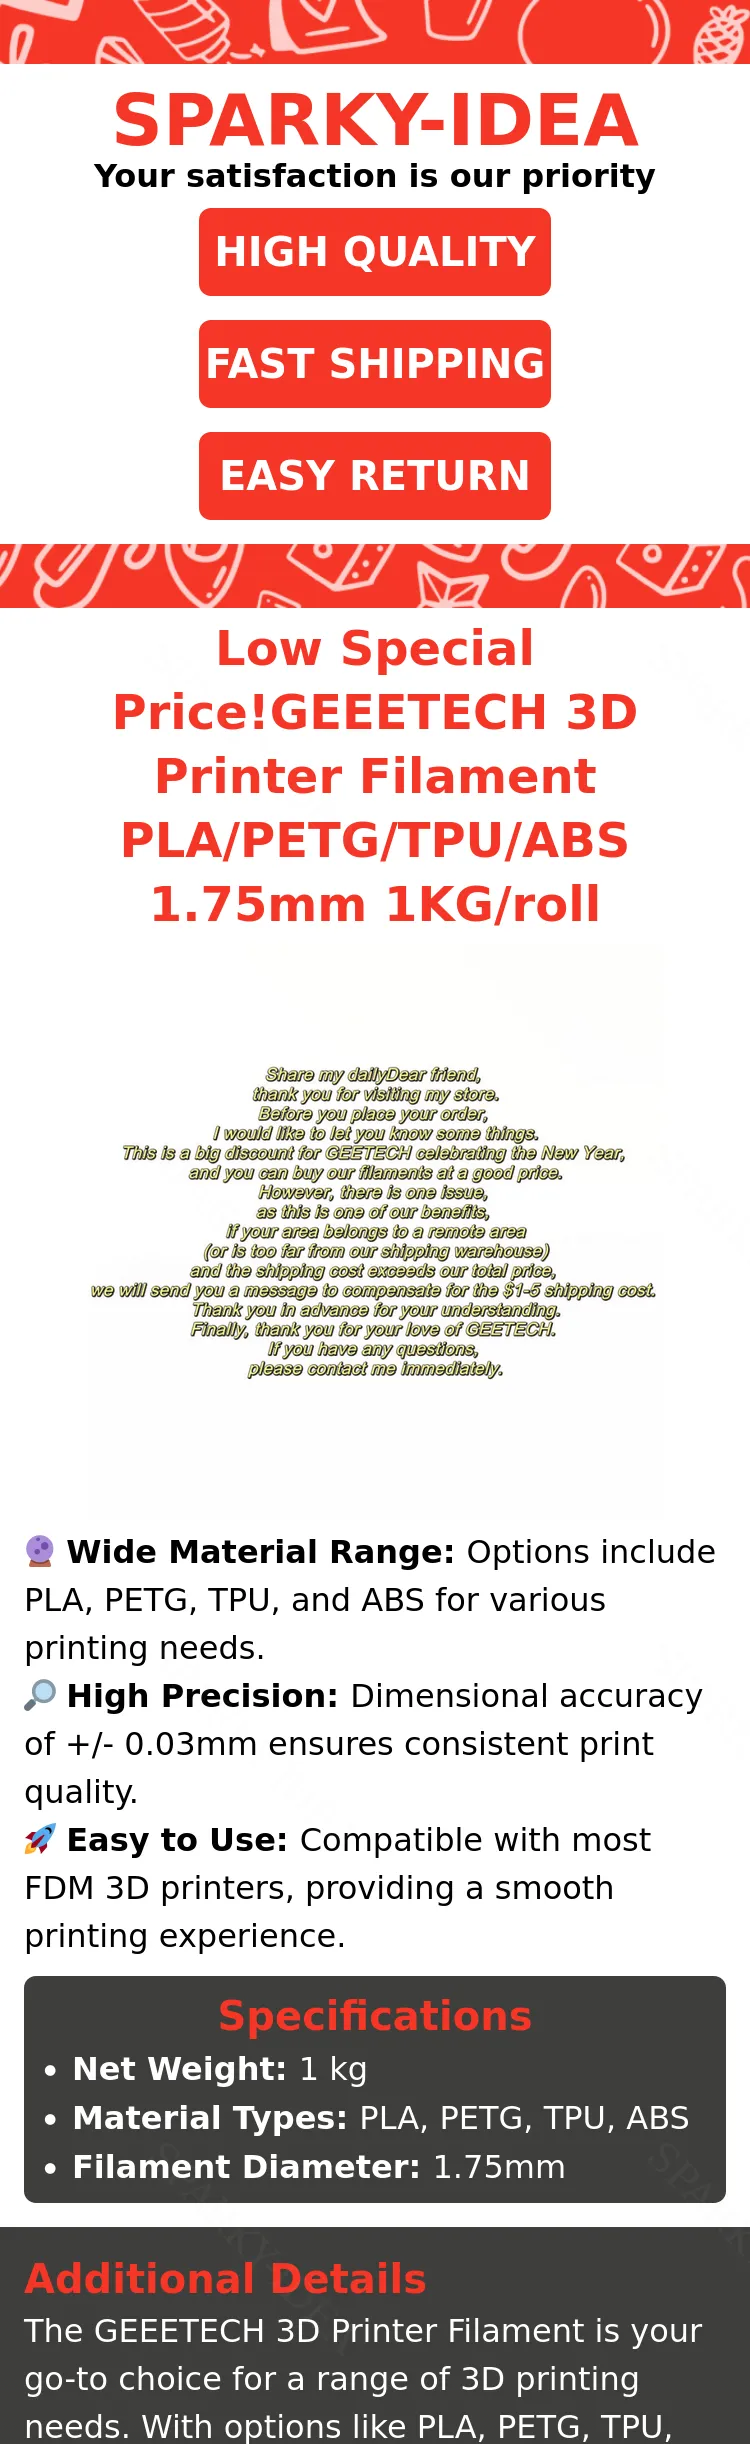 SPARKY-IDEA
Your satisfaction is our priority
HIGH QUALITY
FAST SHIPPING
EASY RETURN
Low Special
Price!GEEETECH 3D
Printer Filament
PLA/PETG/TPU/ABS
1.75mm 1KG/roll
Share my dailyDear friend,
thank you for visiting my store.
Before you place your order,
I would like to let you know some things.
This is a big discount for GEETECH celebrating the New Year,
and you can buy our filaments at a good price.
However, there is one issue,
as this is one of our benefits,
if your area belongs to a remote area
(or is too far from our shipping warehouse)
and the shipping cost exceeds our total price,
we will send you a message to compensate for the $1-5 shipping cost.
Thank you in advance for your understanding.
Finally, thank you for your love of GEETECH.
If you have any questions,
please contact me immediately.
🔮 Wide Material Range: Options include
PLA, PETG, TPU, and ABS for various
printing needs.
🔎 High Precision: Dimensional accuracy
of +/- 0.03mm ensures consistent print
quality.
🚀 Easy to Use: Compatible with most
FDM 3D printers, providing a smooth
printing experience.
Specifications
• Net Weight: 1 kg
• Material Types: PLA, PETG, TPU, ABS
• Filament Diameter: 1.75mm
Additional Details
The GEEETECH 3D Printer Filament is your
go-to choice for a range of 3D printing
needs. With options like PLA, PETG, TPU,